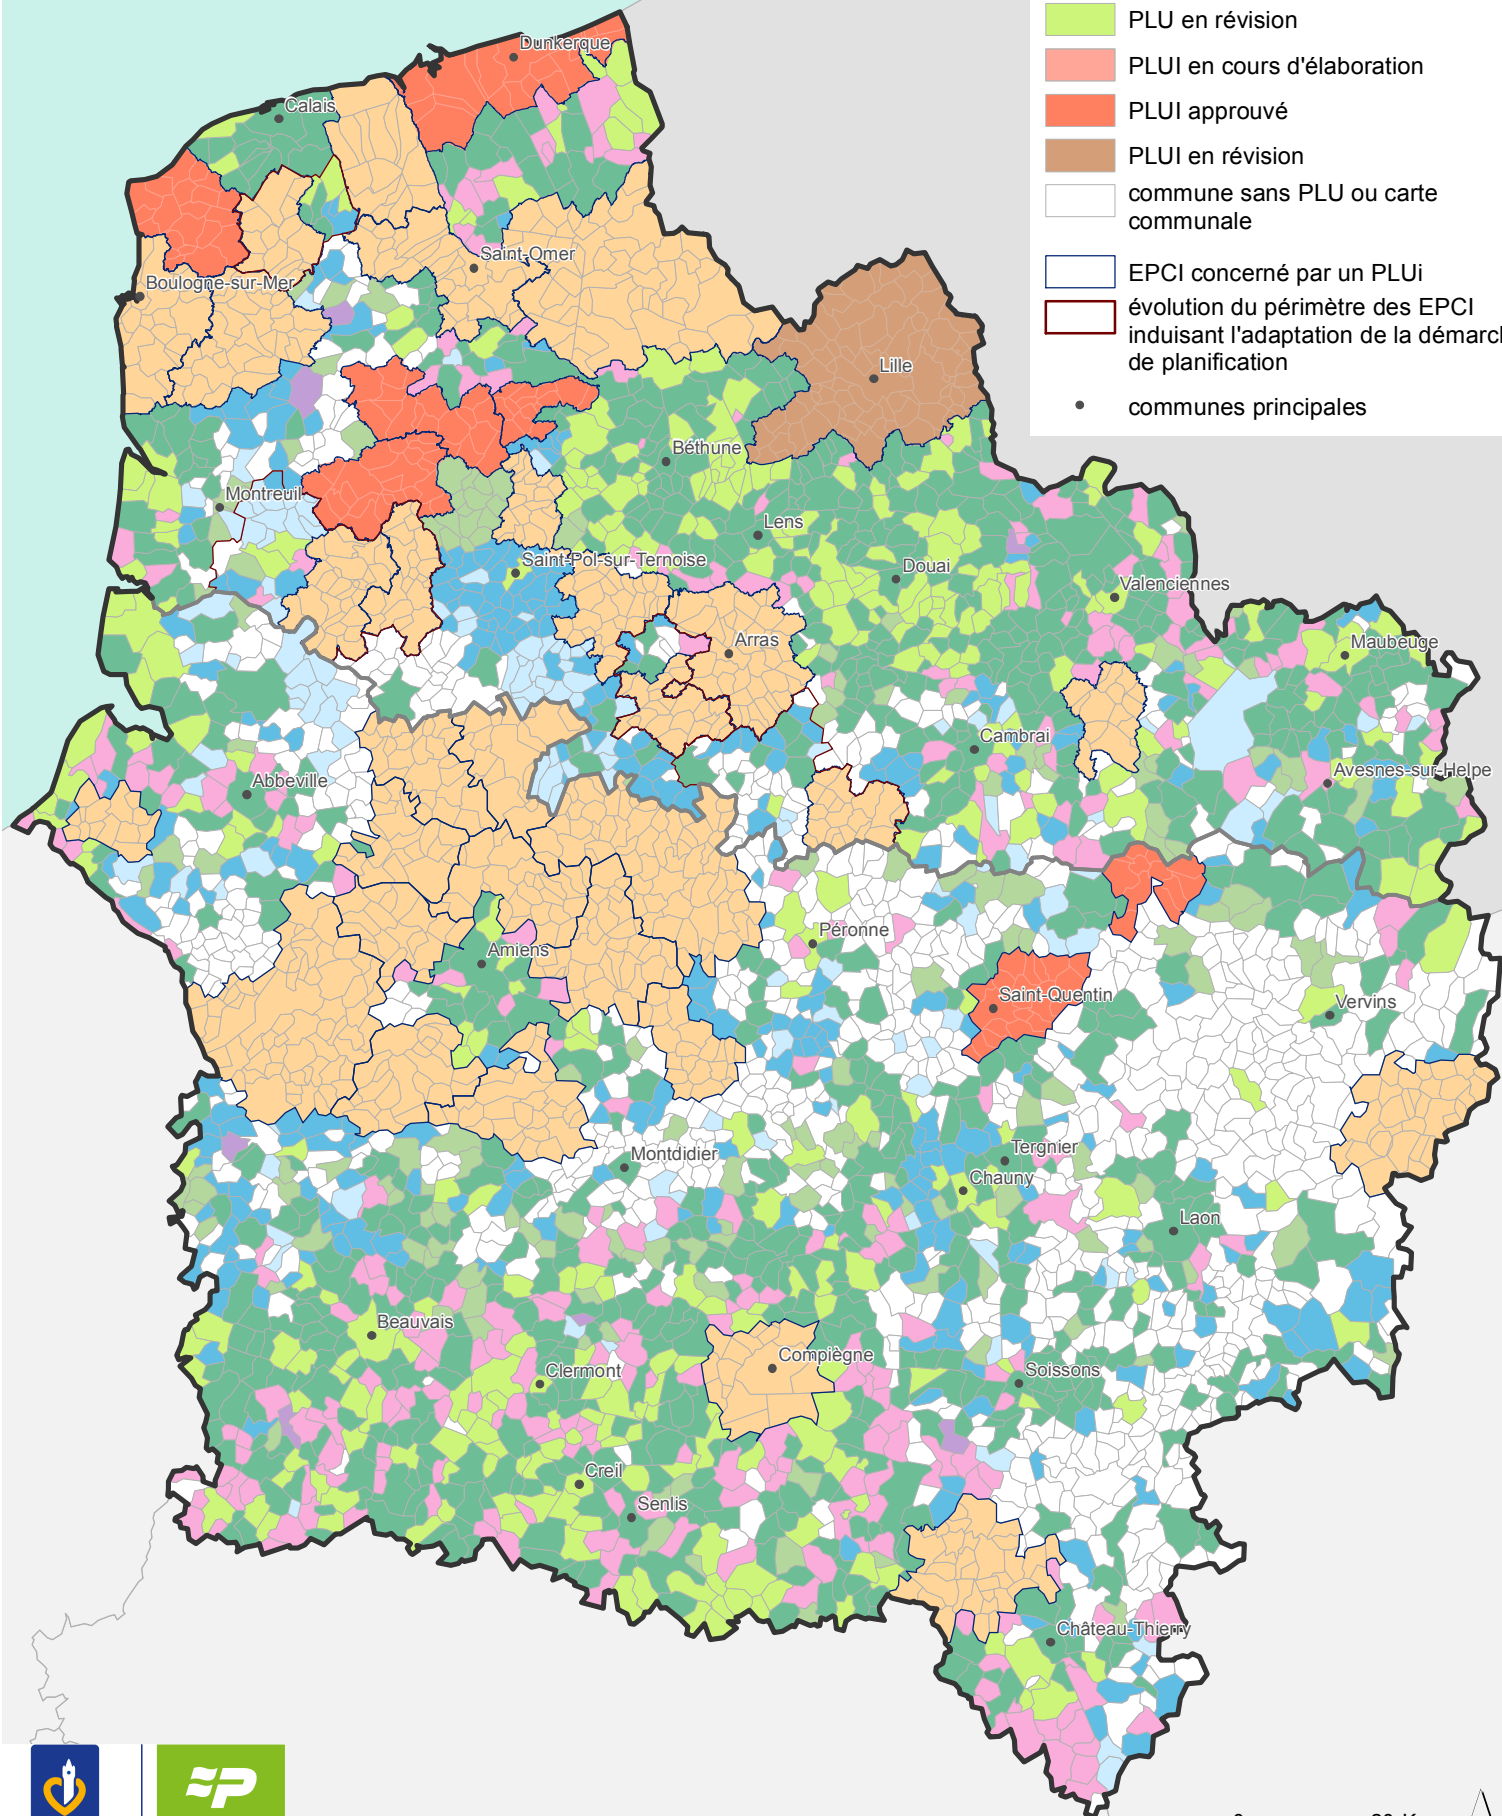 PLU en révision
PLUI en cours d'élaboration
PLUI approuvé
PLUI en révision
commune sans PLU ou carte
communale
EPCI concerné par un PLUi
évolution du périmètre des EPCI
induisant l'adaptation de la démarc
de planification
communes principales
Dunkerque
Calais
Saint-Omer
Boulogne-sur-Mer
Lille
Béthune
Montreuil
Lens
Saint-Pol-sur-Ternoise
Douai
Valenciennes
Arras
Maubeuge
Cambrai
Avesnes-sur-Helpe
Abbeville
Péronne
Amiens
Saint-Quentin
Vervins
Montdidier
Tergnier
Chauny
Laon
Beauvais
Compiègne
Clermont
Soissons
Creil
Senlis
Château-Thierry